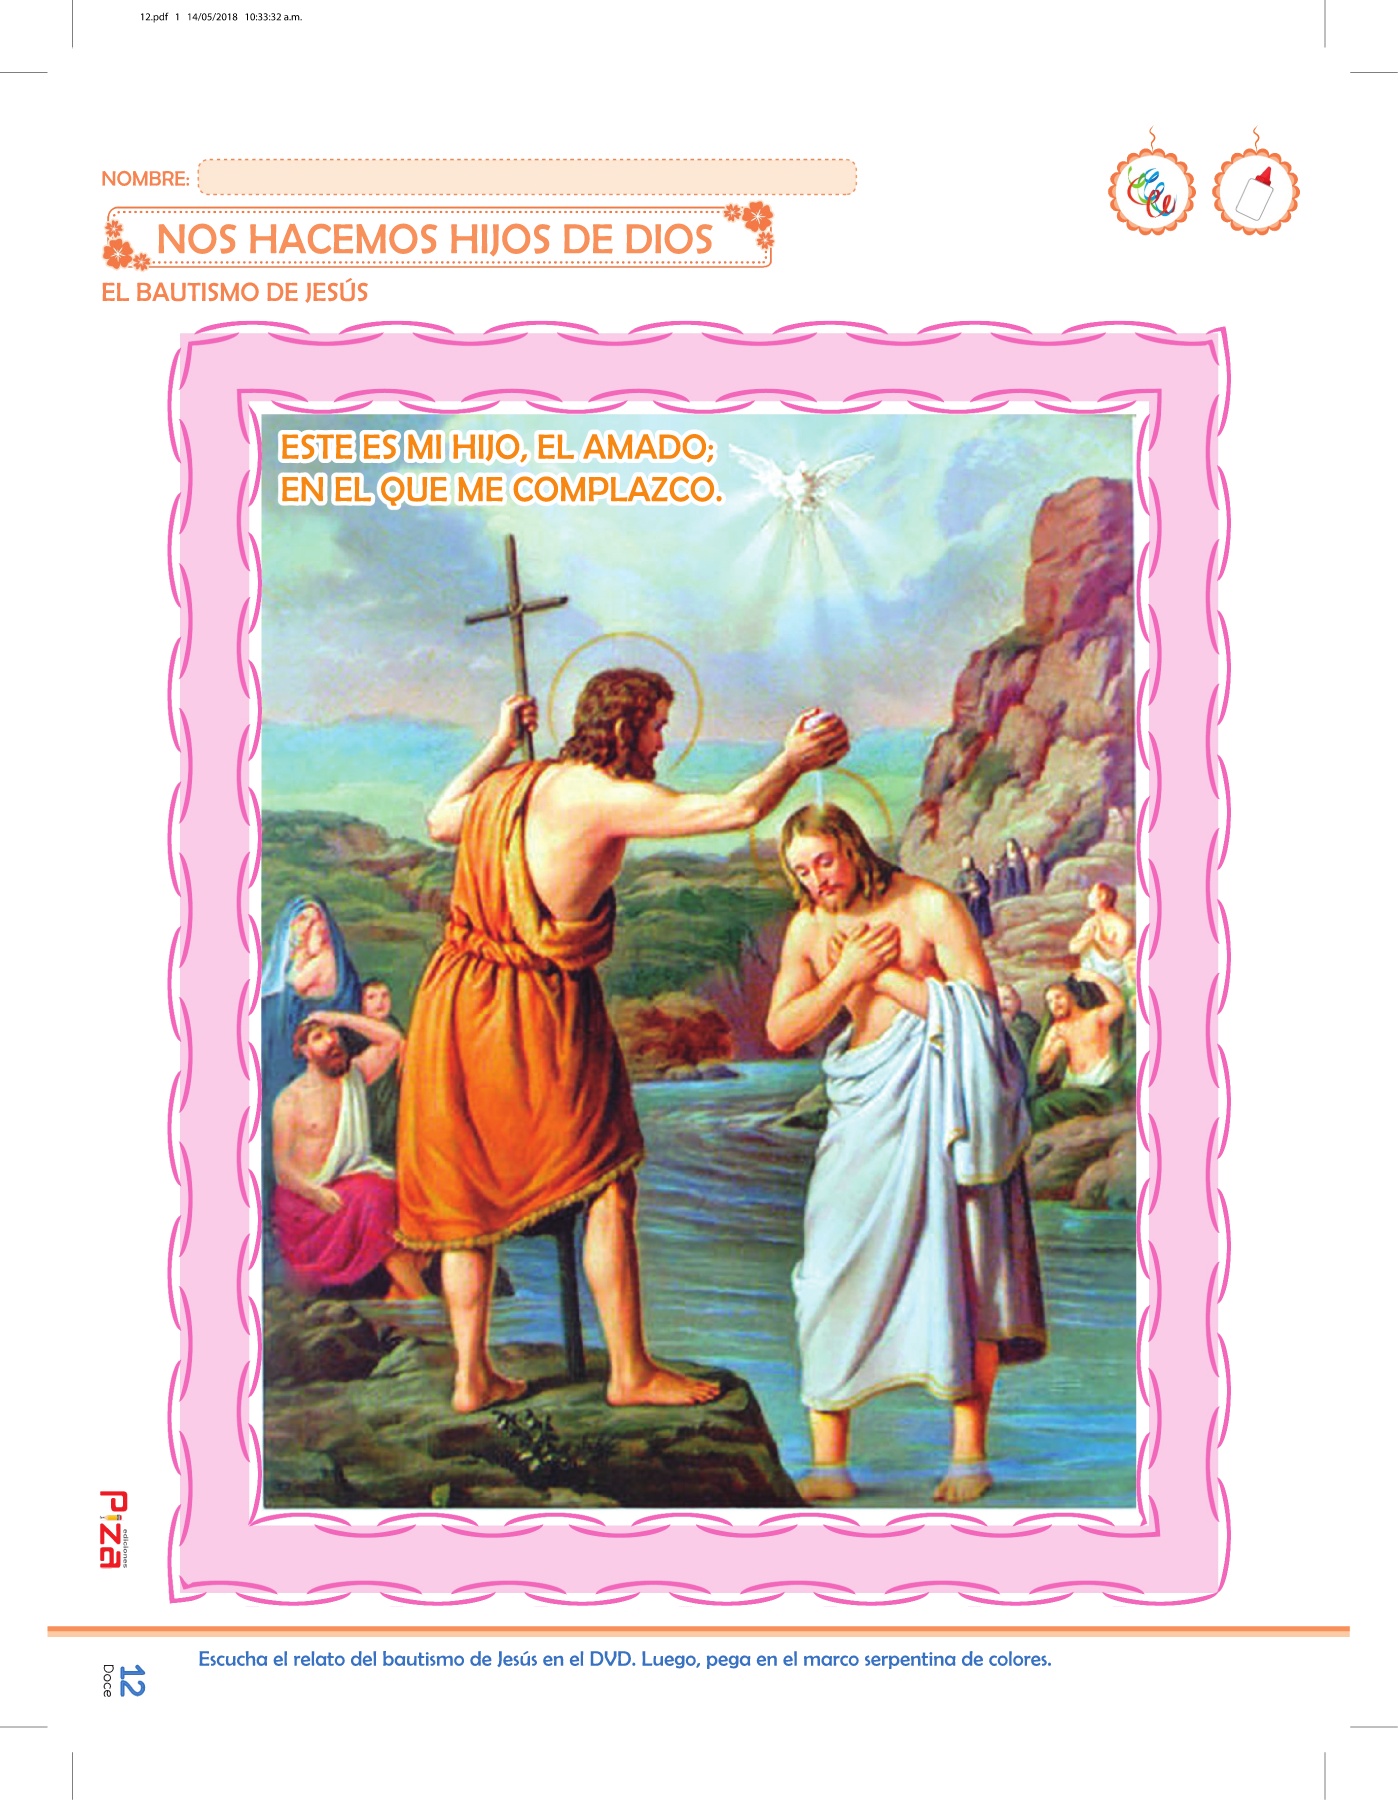 12.pdf 1 14/05/2018 10:33:32 a.m.
NOMBRE:
NOS HACEMOS HIJOS DE DIOS
EL BAUTISMO DE JESÚS
ESTE ES MI HIJO, EL AMADO;
EN EL QUE ME COMPLAZCO.
Piza
ediciones
Escucha el relato del bautismo de Jesús en el DVD. Luego, pega en el marco serpentina de colores.
12
Doce